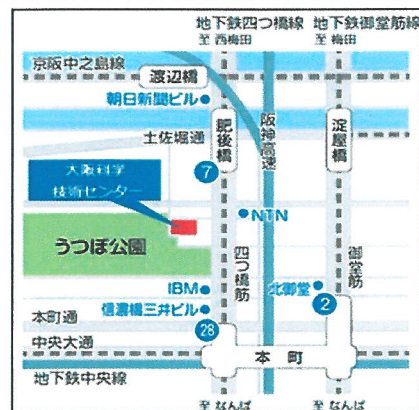 地下鉄四つ橋線
地下鉄御堂筋線
至 西梅田
至 梅田
京阪中之島線
渡辺橋
朝日新聞ビル
土佐堀通
肥後橋
阪神高速
淀屋橋
大阪科学
技術センター
7
NTN
うつぼ公園
四つ橋筋
御堂筋
IBM
北御堂
2
信濃橋三井ビル
本町通
28
中央大通
本町
地下鉄中央線
至 なんば
至 なんば